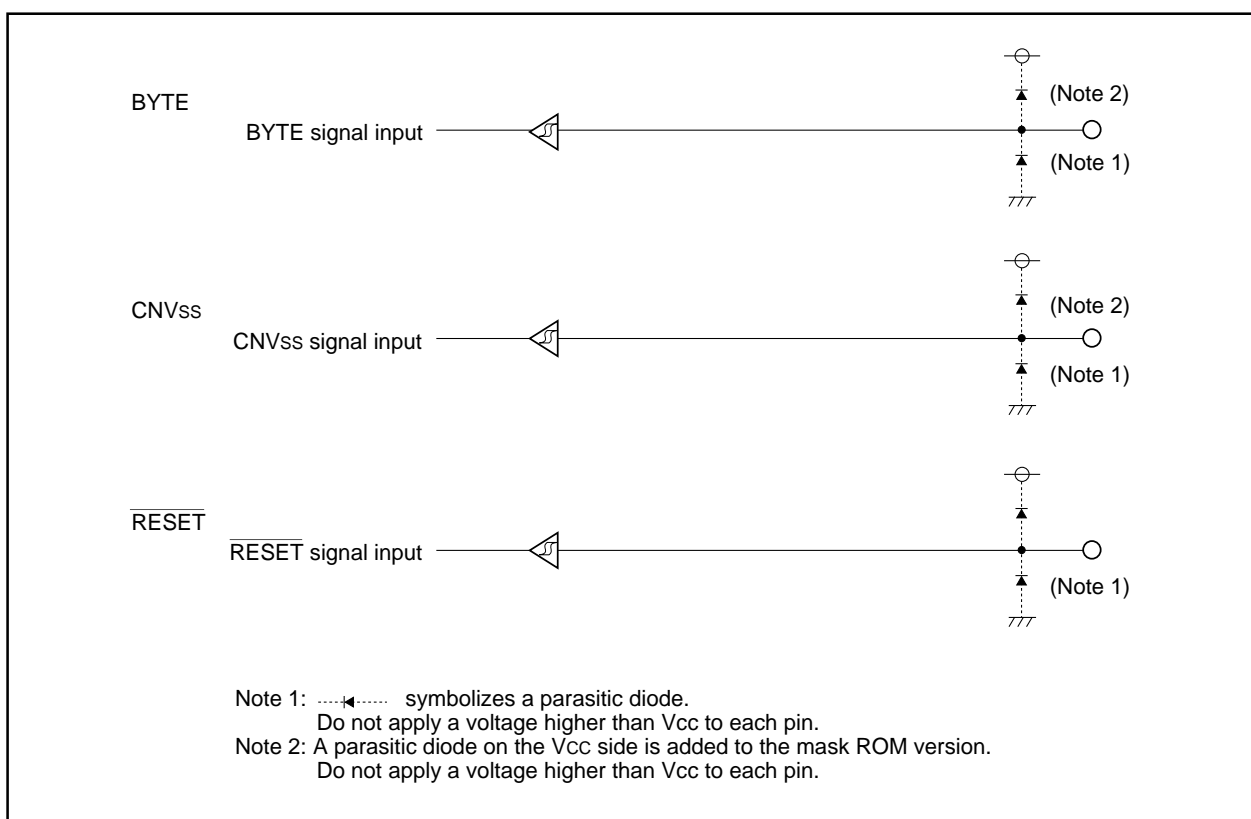 BYTE
BYTE signal input
(Note 2)
(Note 1)
CNVss
CNVss signal input
(Note 2)
(Note 1)
RESET
RESET signal input
(Note 1)
Note 1: symbolizes a parasitic diode.
Do not apply a voltage higher than Vcc to each pin.
Note 2: A parasitic diode on the VCC side is added to the mask ROM version.
Do not apply a voltage higher than Vcc to each pin.